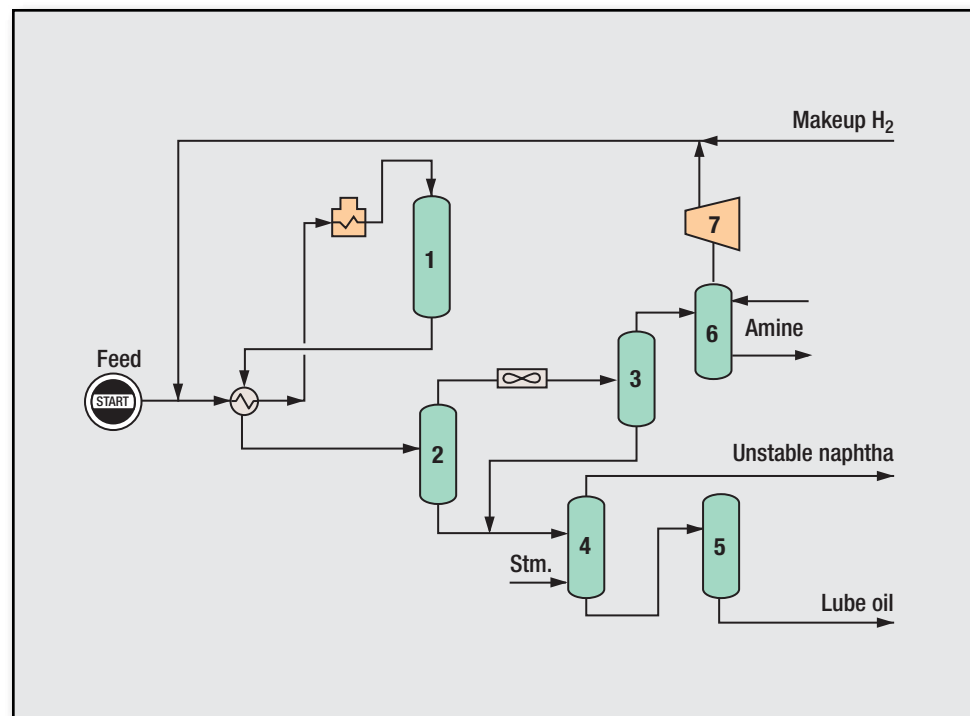 Makeup H₂
7
1
6
Amine
Feed
START
3
2
Unstable naphtha
4
5
Stm.
Lube oil